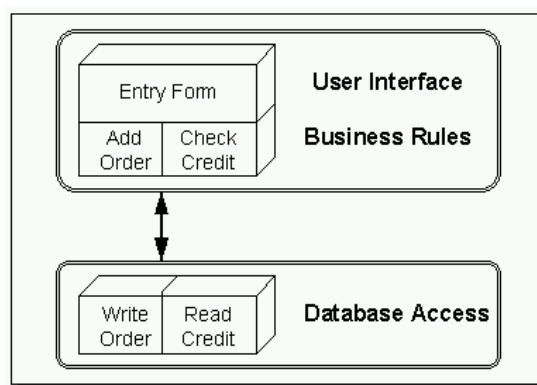 Entry Form
User Interface
Add
Order
Check
Credit
Business Rules
Write
Order
Read
Credit
Database Access